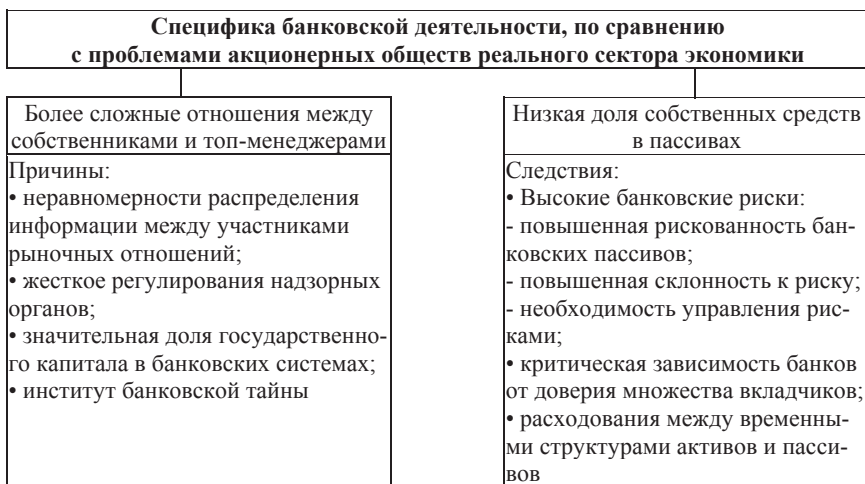 Специфика банковской деятельности, по сравнению
с проблемами акционерных обществ реального сектора экономики
Более сложные отношения между
собственниками и топ-менеджерами
Причины:
• неравномерности распределения
информации между участниками
рыночных отношений;
• жесткое регулирования надзорных
органов;
• значительная доля государственно-
го капитала в банковских системах;
• институт банковской тайны
Низкая доля собственных средств
в пассивах
Следствия:
• Высокие банковские риски:
- повышенная рискованность бан-
ковских пассивов;
- повышенная склонность к риску;
- необходимость управления рис-
ками;
• критическая зависимость банков
от доверия множества вкладчиков;
• расходования между временны-
ми структурами активов и пасси-
вов